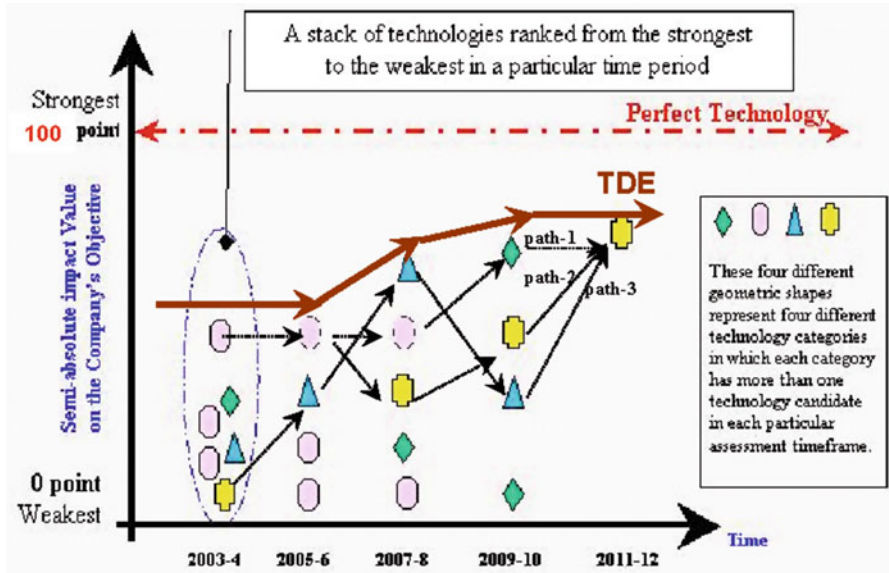 A stack of technologies ranked from the strongest
to the weakest in a particular time period
Strongest
100 point
Perfect Technology
Semi-absolute impact Value
on the Company's Objective
TDE
path-1
path-2
path-3
These four different
geometric shapes
represent four different
technology categories
in which each category
has more than one
technology candidate
in each particular
assessment timeframe.
0 point
Weakest
Time
2003-4 2005-6 2007-8 2009-10 2011-12